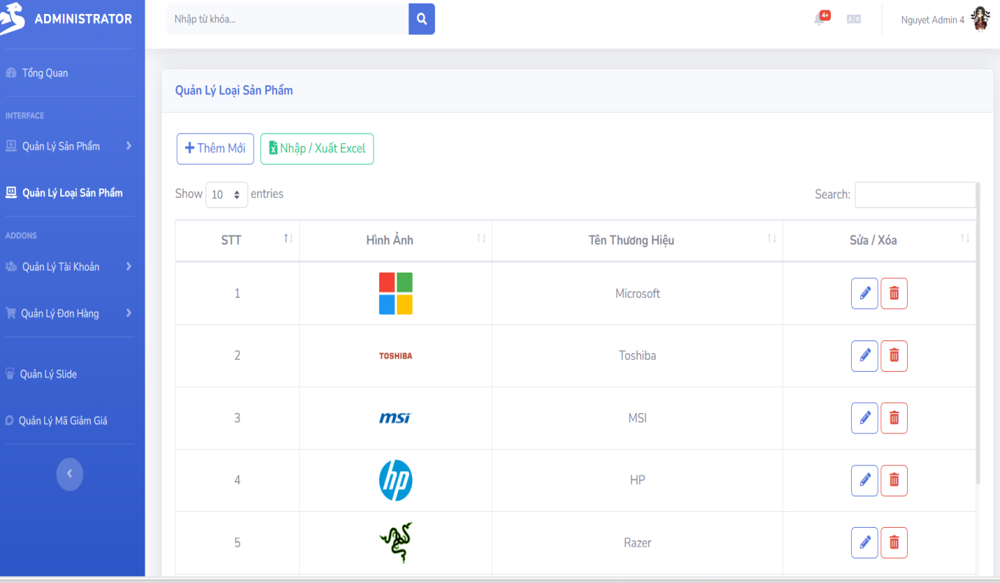 ADMINISTRATOR
Nhập từ khóa...
4+
Nguyet Admin 4
Tổng Quan
INTERFACE
Quản Lý Sản Phẩm
Quản Lý Loại Sản Phẩm
ADDONS
Quản Lý Tài Khoản
Quản Lý Đơn Hàng
Quản Lý Slide
Quản Lý Mã Giảm Giá
Quản Lý Loại Sản Phẩm
Thêm Mới
Nhập / Xuất Excel
Show 10 entries
Search:
STT Hình Ảnh Tên Thương Hiệu Sửa / Xóa
1 Microsoft
2 TOSHIBA Toshiba
3 msi MSI
4 hp HP
5 Razer